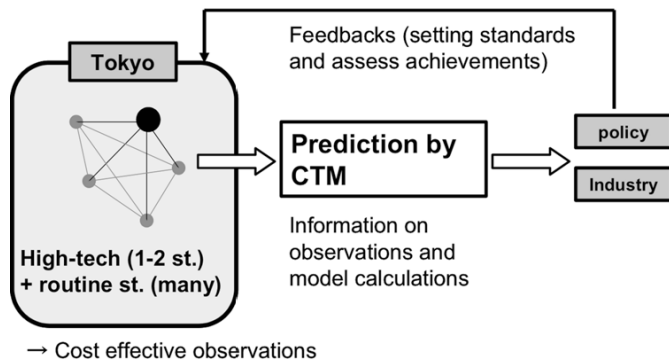 Feedbacks (setting standards
and assess achievements)
Tokyo
Prediction by
CTM
policy
Industry
Information on
observations and
model calculations
High-tech (1-2 st.)
+ routine st. (many)
→ Cost effective observations